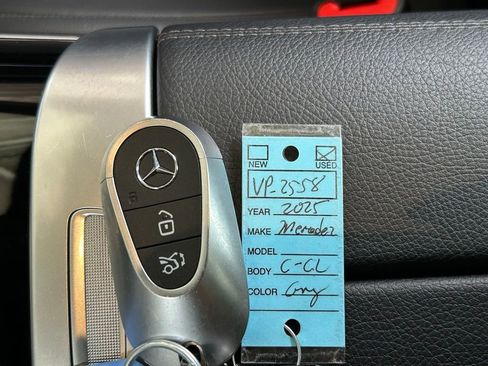 NEW USED
VP-2558
YEAR 2025
MAKE Mercedez
MODEL
BODY C-CL
COLOR Gray